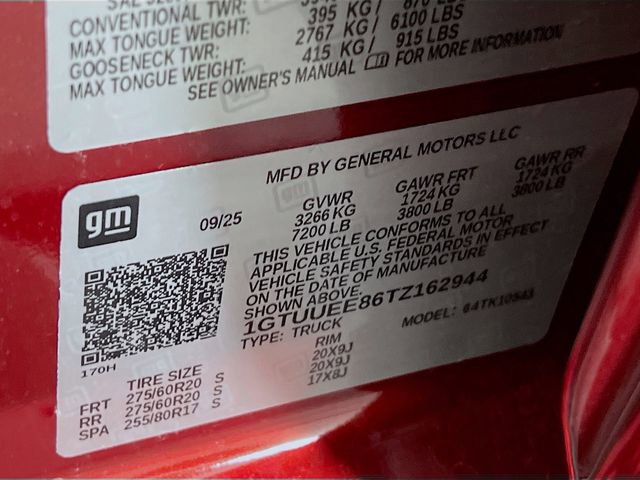 CONVENTIONAL TWR: 395 KG/ 870 LBS
MAX TONGUE WEIGHT: 2767 KG/ 6100 LBS
GOOSENECK TWR: 415 KG/ 915 LBS
MAX TONGUE WEIGHT:
SEE OWNER'S MANUAL FOR MORE INFORMATION
MFD BY GENERAL MOTORS LLC
gm
09/25
GVWR GAWR FRT GAWR RR
3266 KG 1724 KG 1724 KG
7200 LB 3800 LB 3800 LB
THIS VEHICLE CONFORMS TO ALL
APPLICABLE U.S. FEDERAL MOTOR
VEHICLE SAFETY STANDARDS IN EFFECT
ON THE DATE OF MANUFACTURE
SHOWN ABOVE.
1GTUUEE86TZ162944
TYPE: TRUCK MODEL: 64TK10543
170H
TIRE SIZE RIM
FRT 275/60R20 S 20X9J
RR 275/60R20 S 20X9J
SPA 255/80R17 S 17X8J